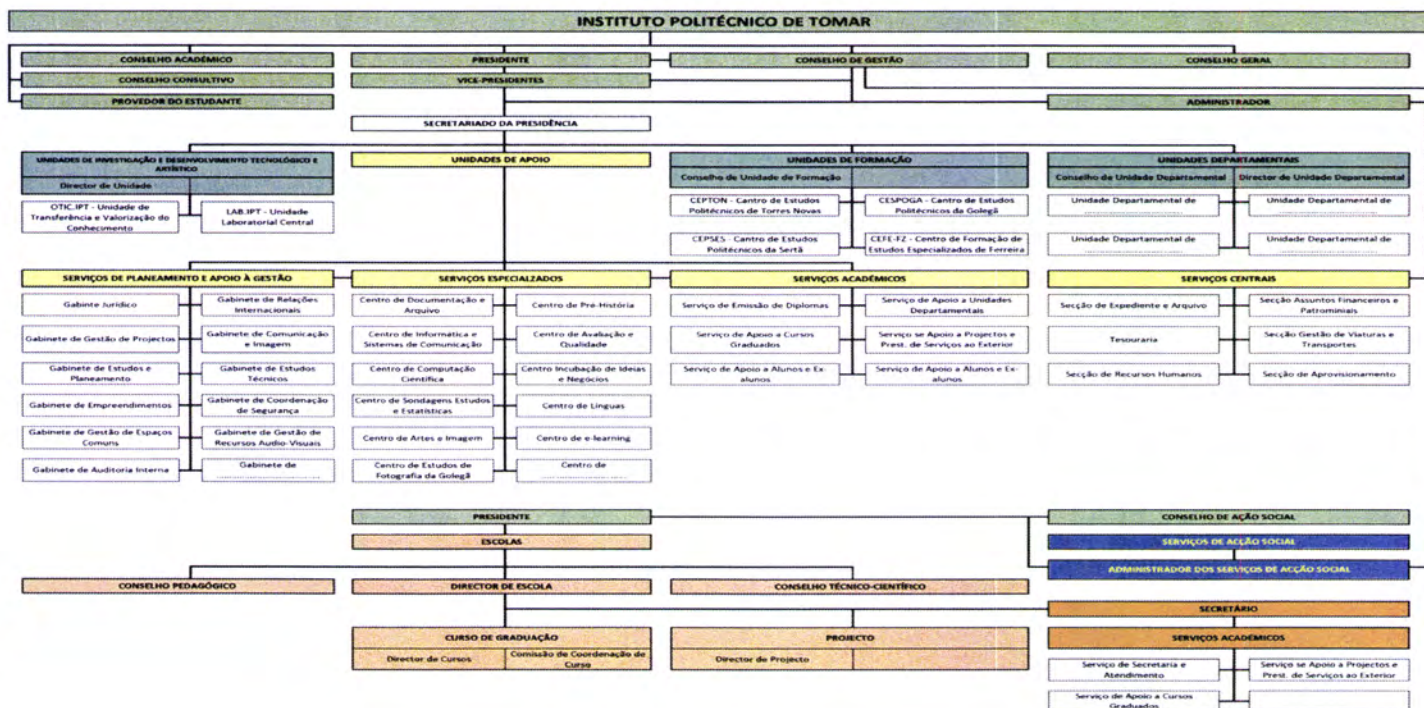 INSTITUTO POLITÉCNICO DE TOMAR
CONSELHO ACADÉMICO
PRESIDENTE
CONSELHO DE GESTÃO
CONSELHO GERAL
CONSELHO CONSULTIVO
VICE-PRESIDENTES
PROVEDOR DO ESTUDANTE
ADMINISTRADOR
SECRETARIADO DA PRESIDÊNCIA
UNIDADES DE INVESTIGAÇÃO E DESENVOLVIMENTO TECNOLÓGICO E
ARTÍSTICO
Director de Unidade
OTIC.IPT - Unidade de
Transferência e Valorização do
Conhecimento
LAB.IPT - Unidade
Laboratorial Central
UNIDADES DE APOIO
UNIDADES DE FORMAÇÃO
Conselho de Unidade de Formação
CEPTON - Cantro de Estudos
Politécnicos de Torres Novas
CESPOGA - Cantro de Estudos
Politécnicos da Golegã
CEPSES - Cantro de Estudos
Politécnicos da Sertã
CEFE-FZ - Centro de Formação de
Estudos Especializados de Ferreira
UNIDADES DEPARTAMENTAIS
Conselho de Unidade Departamental
Director de Unidade Departamental
Unidade Departamental de
Unidade Departamental de
Unidade Departamental de
Unidade Departamental de
SERVIÇOS DE PLANEAMENTO E APOIO À GESTÃO
Gabinte Jurídico
Gabinete de Relações
Internacionais
Gabinete de Gestão de Projectos
Gabinete de Comunicação
e Imagem
Gabinete de Estudos e
Planeamento
Gabinete de Estudos
Técnicos
Gabinete de Empreendimentos
Gabinete de Coordenação
de Segurança
Gabinete de Gestão de Espaços
Comuns
Gabinete de Gestão de
Recursos Audio-Visuais
Gabinete de Auditoria Interna
Gabinete de
SERVIÇOS ESPECIALIZADOS
Centro de Documentação e
Arquivo
Centro de Pré-História
Centro de Informática e
Sistemas de Comunicação
Centro de Avaliação e
Qualidade
Centro de Computação
Científica
Centro Incubação de Ideias
e Negócios
Centro de Sondagens Estudos
e Estatísticas
Centro de Línguas
Centro de Artes e Imagem
Centro de e-learning
Centro de Estudos de
Fotografia da Golegã
Centro de
SERVIÇOS ACADÉMICOS
Serviço de Emissão de Diplomas
Serviço de Apoio a Unidades
Departamentais
Serviço de Apoio a Cursos
Graduados
Serviço se Apoio a Projectos e
Prest. de Serviços ao Exterior
Serviço de Apoio a Alunos e Ex-
alunos
Serviço de Apoio a Alunos e Ex-
alunos
SERVIÇOS CENTRAIS
Secção de Expediente e Arquivo
Secção Assuntos Financeiros e
Patrominiais
Tesouraria
Secção Gestão de Viaturas e
Transportes
Secção de Recursos Humanos
Secção de Aprovisionamento
PRESIDENTE
CONSELHO DE AÇÃO SOCIAL
ESCOLAS
SERVIÇOS DE ACÇÃO SOCIAL
ADMINISTRADOR DOS SERVIÇOS DE ACÇÃO SOCIAL
CONSELHO PEDAGÓGICO
DIRECTOR DE ESCOLA
CONSELHO TÉCNICO-CIENTÍFICO
SECRETÁRIO
CURSO DE GRADUAÇÃO
Director de Cursos
Comissão de Coordenação de
Curso
PROJECTO
Director de Projecto
SERVIÇOS ACADÉMICOS
Serviço de Secretaria e
Atendimento
Serviço se Apoio a Projectos e
Prest. de Serviços ao Exterior
Serviço de Apoio a Cursos
Graduados